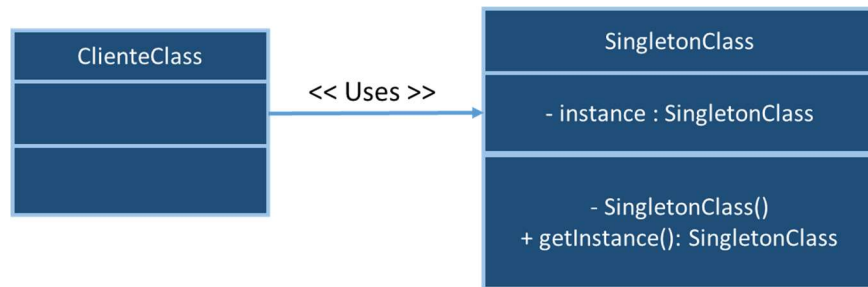 ClienteClass
<< Uses >>
SingletonClass
- instance : SingletonClass
- SingletonClass()
+ getInstance(): SingletonClass